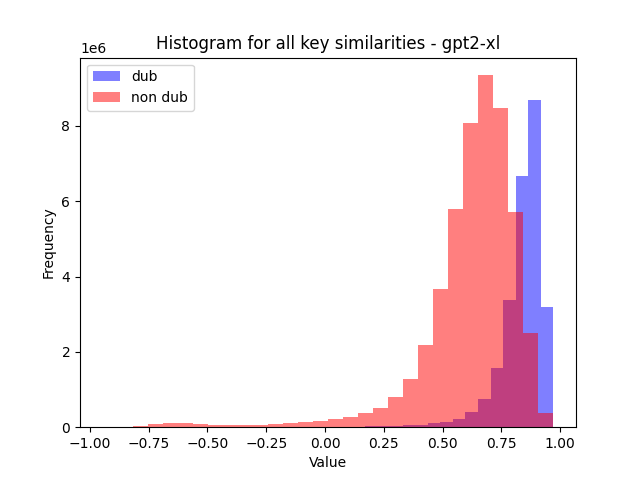 Histogram for all key similarities - gpt2-xl
1e6
dub
non dub
8
6
4
2
0
Frequency
−1.00 −0.75 −0.50 −0.25 0.00 0.25 0.50 0.75 1.00
Value